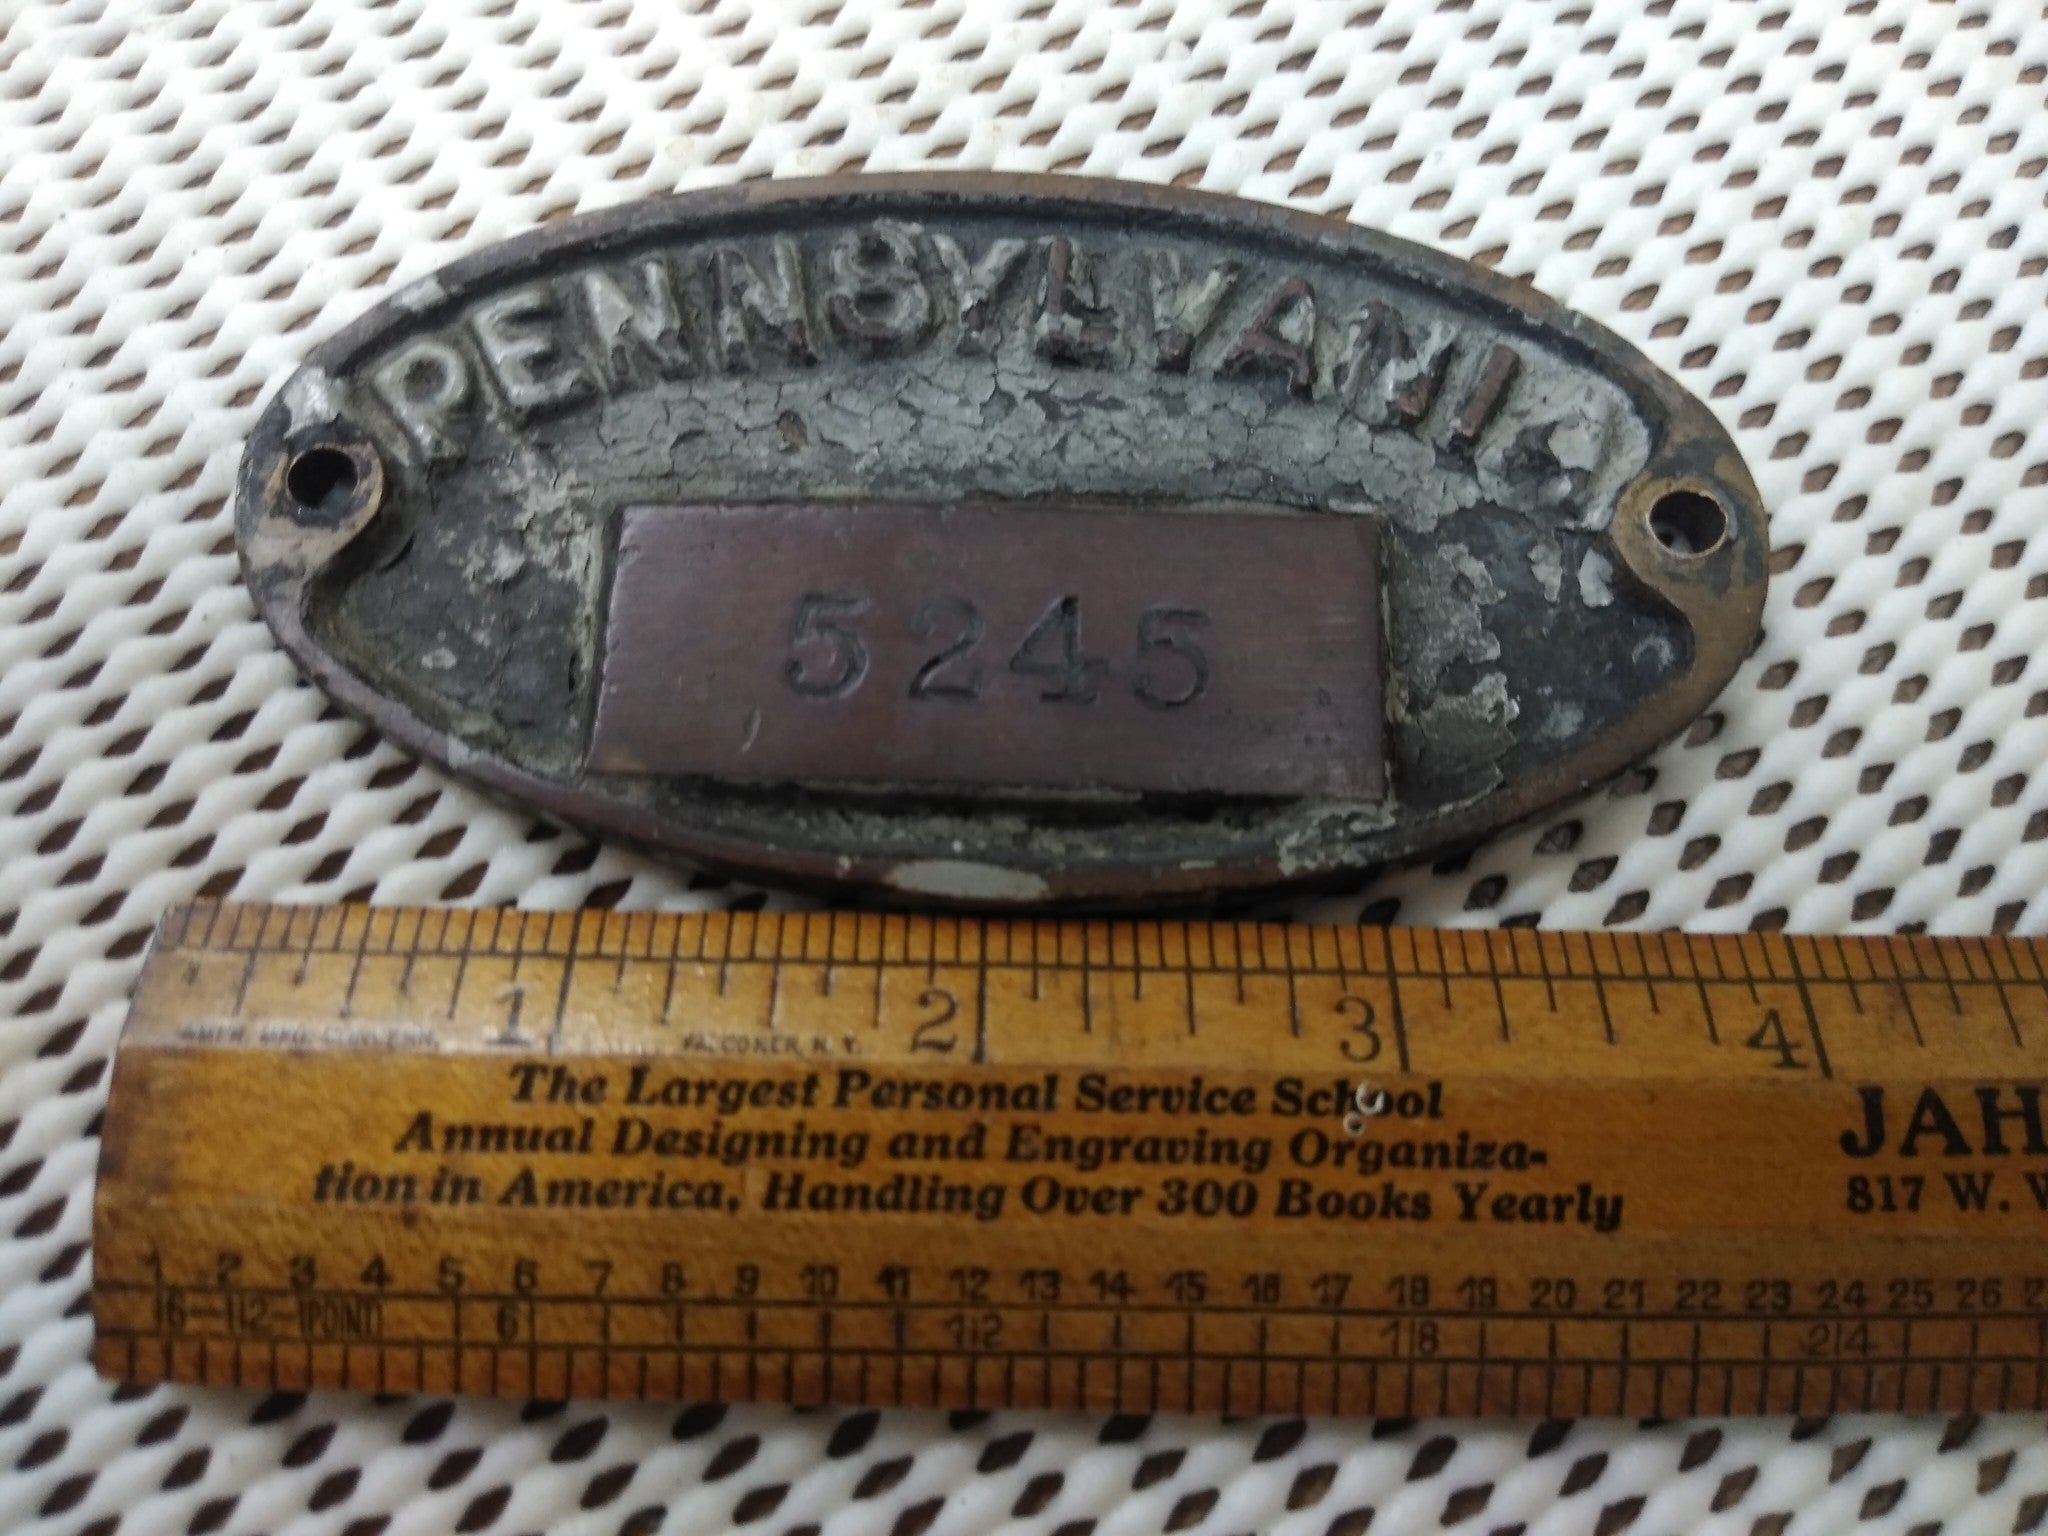 PENNSYLVANIA
5245
1 2 3 4
The Largest Personal Service School
Annual Designing and Engraving Organiza-
tion in America, Handling Over 300 Books Yearly
JAH
817 W. W
1 2 3 4 5 6 7 8 9 10 11 12 13 14 15 16 17 18 19 20 21 22 23 24 25 26
6 12 18 24